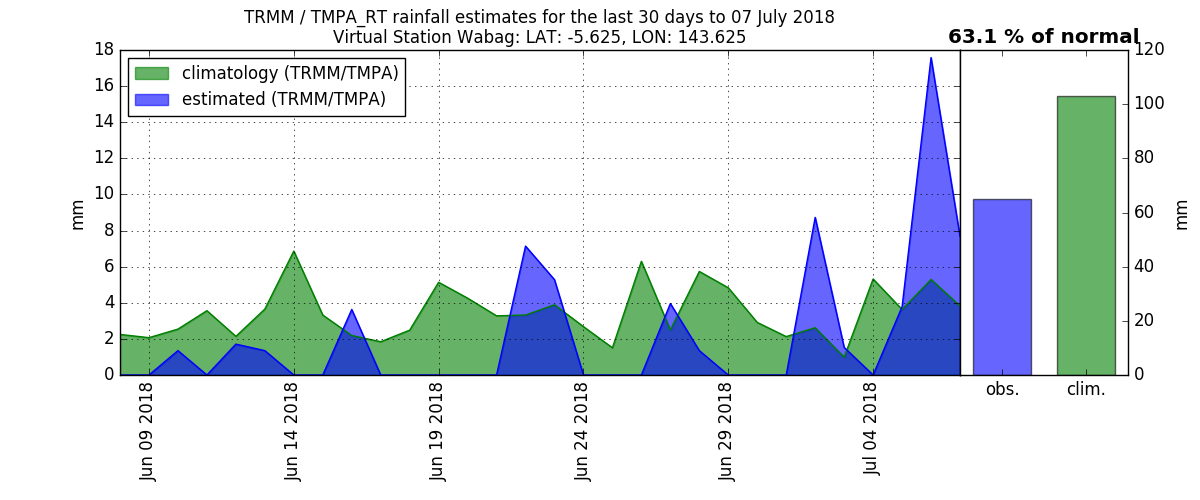 TRMM / TMPA_RT rainfall estimates for the last 30 days to 07 July 2018
Virtual Station Wabag: LAT: -5.625, LON: 143.625
63.1 % of normal
climatology (TRMM/TMPA)
estimated (TRMM/TMPA)
18
16
14
12
10
8
6
4
2
0
mm
Jun 09 2018
Jun 14 2018
Jun 19 2018
Jun 24 2018
Jun 29 2018
Jul 04 2018
obs.
clim.
120
100
80
60
40
20
0
mm